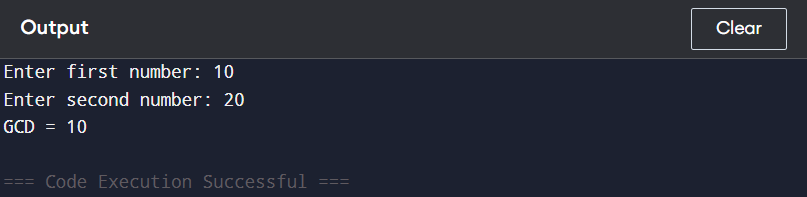 Output
Clear
Enter first number: 10
Enter second number: 20
GCD = 10
=== Code Execution Successful ===